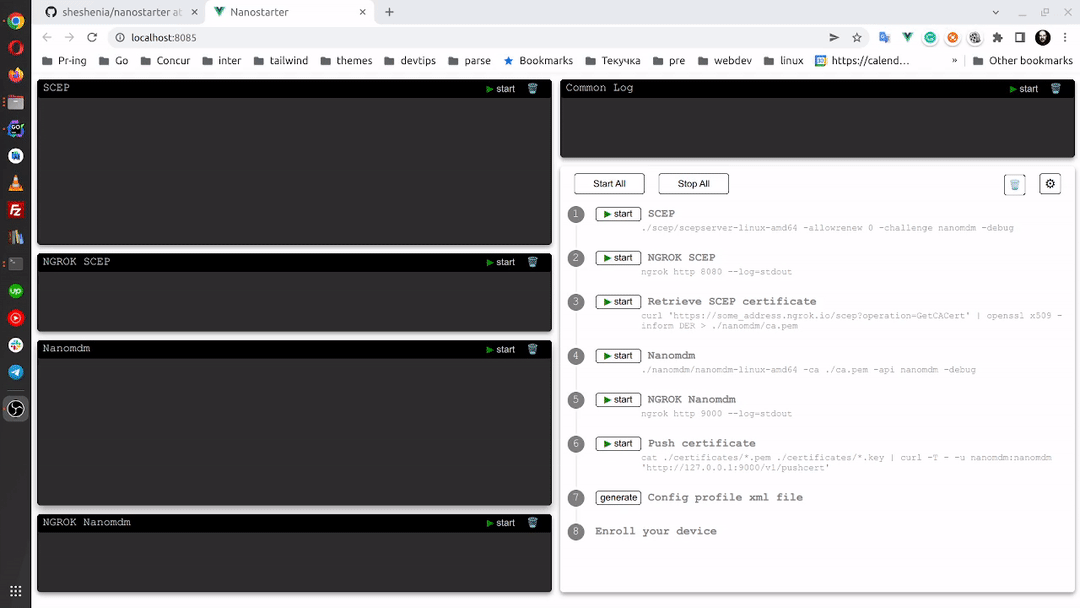 sheshenia/nanostarter at
Nanostarter
localhost:8085
Pr-ing
Go
Concur
inter
tailwind
themes
devtips
parse
Bookmarks
Текучка
pre
webdev
linux
https://calend…
»
Other bookmarks
SCEP
start
NGROK SCEP
start
Nanomdm
start
NGROK Nanomdm
start
Common Log
start
Start All
Stop All
1 start SCEP
./scep/scepserver-linux-amd64 -allowrenew 0 -challenge nanomdm -debug
2 start NGROK SCEP
ngrok http 8080 --log=stdout
3 start Retrieve SCEP certificate
curl 'https://some_address.ngrok.io/scep?operation=GetCACert' | openssl x509 -
inform DER > ./nanomdm/ca.pem
4 start Nanomdm
./nanomdm/nanomdm-linux-amd64 -ca ./ca.pem -api nanomdm -debug
5 start NGROK Nanomdm
ngrok http 9000 --log=stdout
6 start Push certificate
cat ./certificates/*.pem ./certificates/*.key | curl -T - -u nanomdm:nanomdm
'http://127.0.0.1:9000/v1/pushcert'
7 generate Config profile xml file
8 Enroll your device